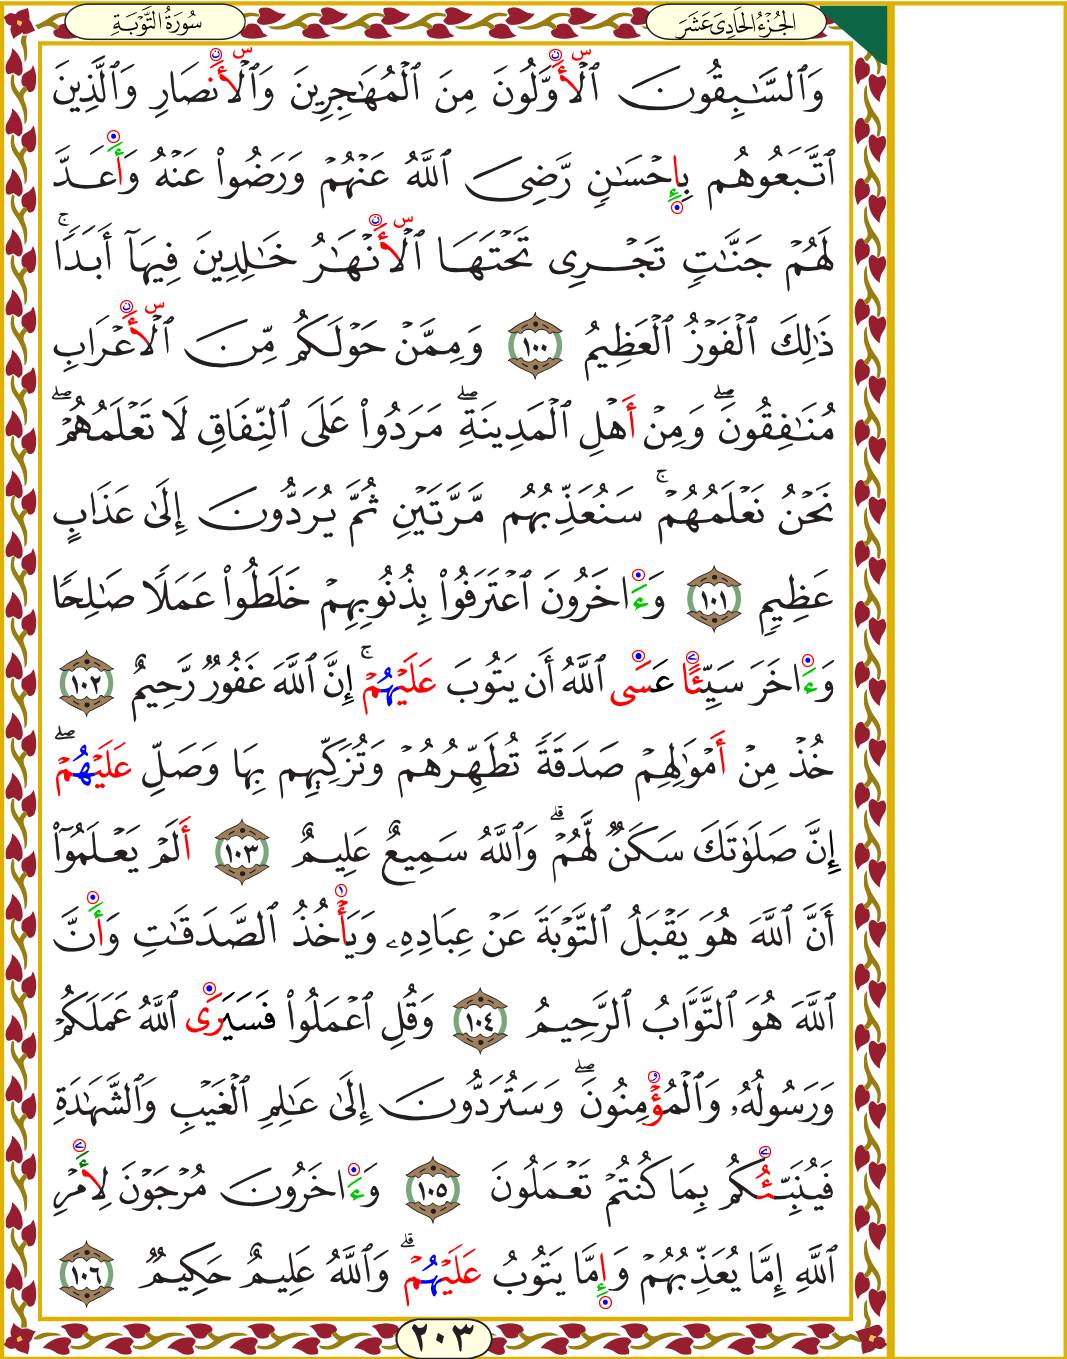 الجُزْءُ الحَادِىَ عَشَرَ
سُورَةُ التَّوْبَةِ
وَٱلسَّٰبِقُونَ ٱلْأَوَّلُونَ مِنَ ٱلْمُهَٰجِرِينَ وَٱلْأَنصَارِ وَٱلَّذِينَ
ٱتَّبَعُوهُم بِإِحْسَٰنٍ رَّضِىَ ٱللَّهُ عَنْهُمْ وَرَضُوا۟ عَنْهُ وَأَعَدَّ
لَهُمْ جَنَّٰتٍ تَجْرِى تَحْتَهَا ٱلْأَنْهَٰرُ خَٰلِدِينَ فِيهَآ أَبَدًا ۚ
ذَٰلِكَ ٱلْفَوْزُ ٱلْعَظِيمُ ١٠٠ وَمِمَّنْ حَوْلَكُم مِّنَ ٱلْأَعْرَابِ
مُنَٰفِقُونَ ۖ وَمِنْ أَهْلِ ٱلْمَدِينَةِ ۖ مَرَدُوا۟ عَلَى ٱلنِّفَاقِ لَا تَعْلَمُهُمْ ۖ
نَحْنُ نَعْلَمُهُمْ ۚ سَنُعَذِّبُهُم مَّرَّتَيْنِ ثُمَّ يُرَدُّونَ إِلَىٰ عَذَابٍ
عَظِيمٍ ١٠١ وَءَاخَرُونَ ٱعْتَرَفُوا۟ بِذُنُوبِهِمْ خَلَطُوا۟ عَمَلًا صَٰلِحًا
وَءَاخَرَ سَيِّئًا عَسَى ٱللَّهُ أَن يَتُوبَ عَلَيْهُمْ ۚ إِنَّ ٱللَّهَ غَفُورٌ رَّحِيمٌ ١٠٢
خُذْ مِنْ أَمْوَٰلِهِمْ صَدَقَةً تُطَهِّرُهُمْ وَتُزَكِّيهِم بِهَا وَصَلِّ عَلَيْهُمْ ۖ
إِنَّ صَلَوٰتَكَ سَكَنٌ لَّهُمْ ۗ وَٱللَّهُ سَمِيعٌ عَلِيمٌ ١٠٣ أَلَمْ يَعْلَمُوٓا۟
أَنَّ ٱللَّهَ هُوَ يَقْبَلُ ٱلتَّوْبَةَ عَنْ عِبَادِهِۦ وَيَأْخُذُ ٱلصَّدَقَٰتِ وَأَنَّ
ٱللَّهَ هُوَ ٱلتَّوَّابُ ٱلرَّحِيمُ ١٠٤ وَقُلِ ٱعْمَلُوا۟ فَسَيَرَى ٱللَّهُ عَمَلَكُمْ
وَرَسُولُهُۥ وَٱلْمُؤْمِنُونَ ۖ وَسَتُرَدُّونَ إِلَىٰ عَٰلِمِ ٱلْغَيْبِ وَٱلشَّهَٰدَةِ
فَيُنَبِّئُكُم بِمَا كُنتُمْ تَعْمَلُونَ ١٠٥ وَءَاخَرُونَ مُرْجَوْنَ لِأَمْرِ
ٱللَّهِ إِمَّا يُعَذِّبُهُمْ وَإِمَّا يَتُوبُ عَلَيْهُمْ ۗ وَٱللَّهُ عَلِيمٌ حَكِيمٌ ١٠٦
٢٠٣